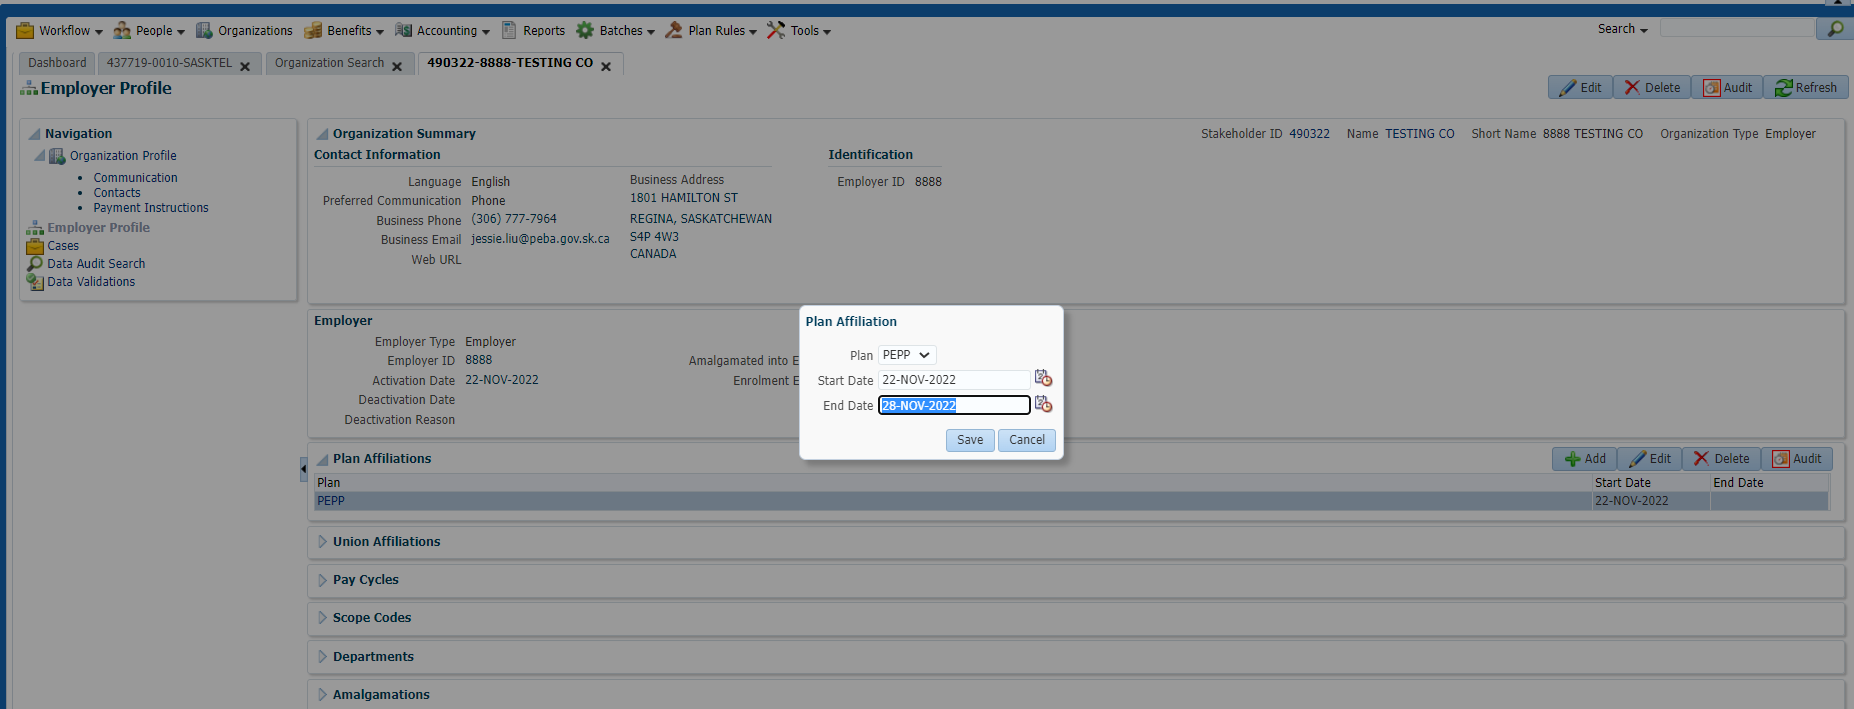 Workflow People Organizations Benefits Accounting Reports Batches Plan Rules Tools Search
Dashboard 437719-0010-SASKTEL Organization Search 490322-8888-TESTING CO
Employer Profile Edit Delete Audit Refresh
Navigation
Organization Profile
Communication
Contacts
Payment Instructions
Employer Profile
Cases
Data Audit Search
Data Validations
Organization Summary Stakeholder ID 490322 Name TESTING CO Short Name 8888 TESTING CO Organization Type Employer
Contact Information Identification
Language English Business Address Employer ID 8888
Preferred Communication Phone 1801 HAMILTON ST
Business Phone (306) 777-7964 REGINA, SASKATCHEWAN
Business Email jessie.liu@peba.gov.sk.ca S4P 4W3
Web URL CANADA
Employer
Employer Type Employer
Employer ID 8888 Amalgamated into E
Activation Date 22-NOV-2022 Enrolment E
Deactivation Date
Deactivation Reason
Plan Affiliation
Plan PEPP
Start Date 22-NOV-2022
End Date 28-NOV-2022
Save Cancel
Plan Affiliations Add Edit Delete Audit
Plan Start Date End Date
PEPP 22-NOV-2022
Union Affiliations
Pay Cycles
Scope Codes
Departments
Amalgamations